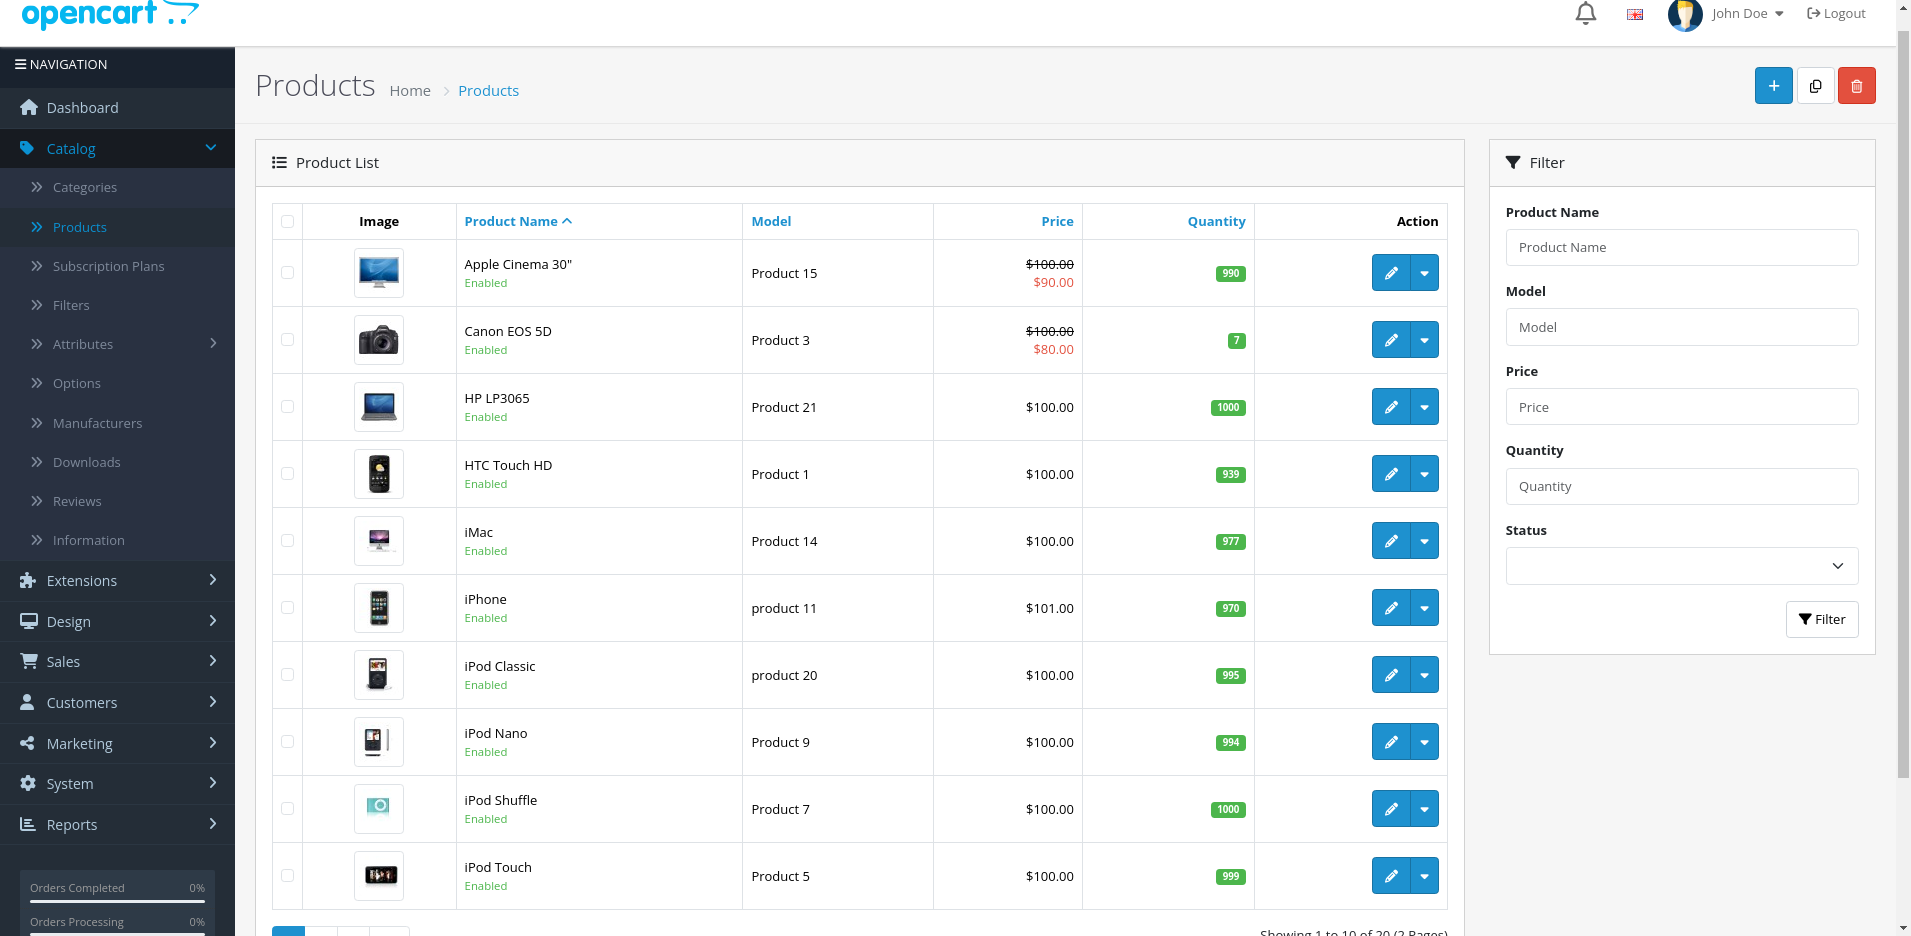 opencart
John Doe
Logout
NAVIGATION
Dashboard
Catalog
Categories
Products
Subscription Plans
Filters
Attributes
Options
Manufacturers
Downloads
Reviews
Information
Extensions
Design
Sales
Customers
Marketing
System
Reports
Orders Completed 0%
Orders Processing 0%
Products Home Products
Product List
Image Product Name Model Price Quantity Action
Apple Cinema 30"
Enabled
Product 15
$100.00
$90.00
990
Canon EOS 5D
Enabled
Product 3
$100.00
$80.00
7
HP LP3065
Enabled
Product 21
$100.00
1000
HTC Touch HD
Enabled
Product 1
$100.00
939
iMac
Enabled
Product 14
$100.00
977
iPhone
Enabled
product 11
$101.00
970
iPod Classic
Enabled
product 20
$100.00
995
iPod Nano
Enabled
Product 9
$100.00
994
iPod Shuffle
Enabled
Product 7
$100.00
1000
iPod Touch
Enabled
Product 5
$100.00
999
Showing 1 to 10 of 20 (2 Pages)
Filter
Product Name
Product Name
Model
Model
Price
Price
Quantity
Quantity
Status
Filter